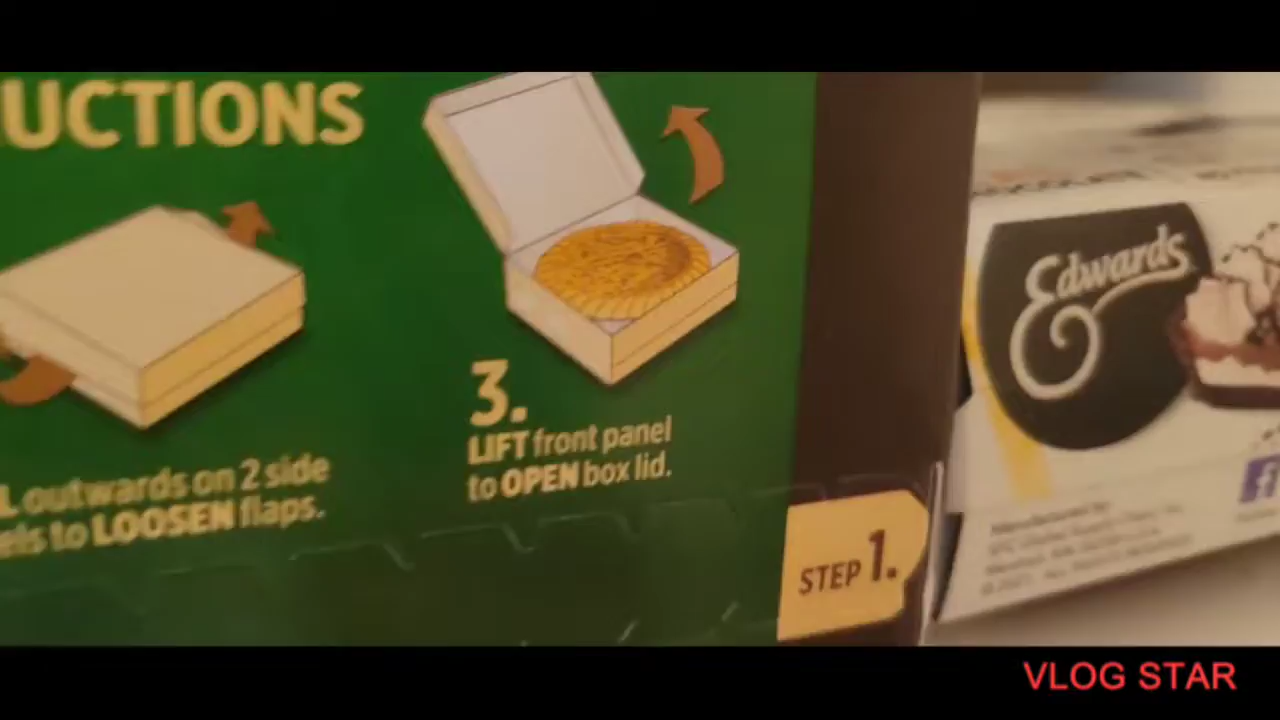 UCTIONS
L outwards on 2 side
els to LOOSEN flaps.
3.
LIFT front panel
to OPEN box lid.
STEP 1.
Edwards
f
VLOG STAR